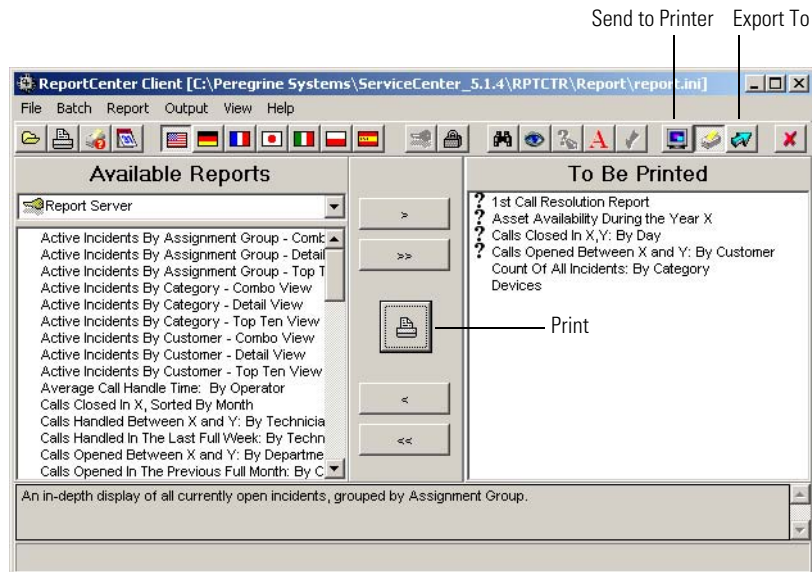 Send to Printer Export To
ReportCenter Client [C:\Peregrine Systems\ServiceCenter_5.1.4\RPTCTR\Report\report.ini]
File Batch Report Output View Help
Available Reports
Report Server
Active Incidents By Assignment Group - Comb
Active Incidents By Assignment Group - Detail
Active Incidents By Assignment Group - Top T
Active Incidents By Category - Combo View
Active Incidents By Category - Detail View
Active Incidents By Category - Top Ten View
Active Incidents By Customer - Combo View
Active Incidents By Customer - Detail View
Active Incidents By Customer - Top Ten View
Average Call Handle Time: By Operator
Calls Closed In X, Sorted By Month
Calls Handled Between X and Y: By Technicia
Calls Handled In The Last Full Week: By Techn
Calls Opened Between X and Y: By Departme
Calls Opened In The Previous Full Month: By C
>
>>
Print
<
<<
To Be Printed
? 1st Call Resolution Report
? Asset Availability During the Year X
? Calls Closed In X,Y: By Day
? Calls Opened Between X and Y: By Customer
Count Of All Incidents: By Category
Devices
An in-depth display of all currently open incidents, grouped by Assignment Group.